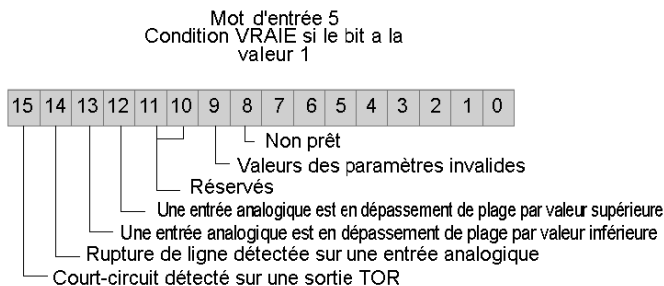 Mot d'entrée 5
Condition VRAIE si le bit a la
valeur 1
15 14 13 12 11 10 9 8 7 6 5 4 3 2 1 0
Non prêt
Valeurs des paramètres invalides
Réservés
Une entrée analogique est en dépassement de plage par valeur supérieure
Une entrée analogique est en dépassement de plage par valeur inférieure
Rupture de ligne détectée sur une entrée analogique
Court-circuit détecté sur une sortie TOR